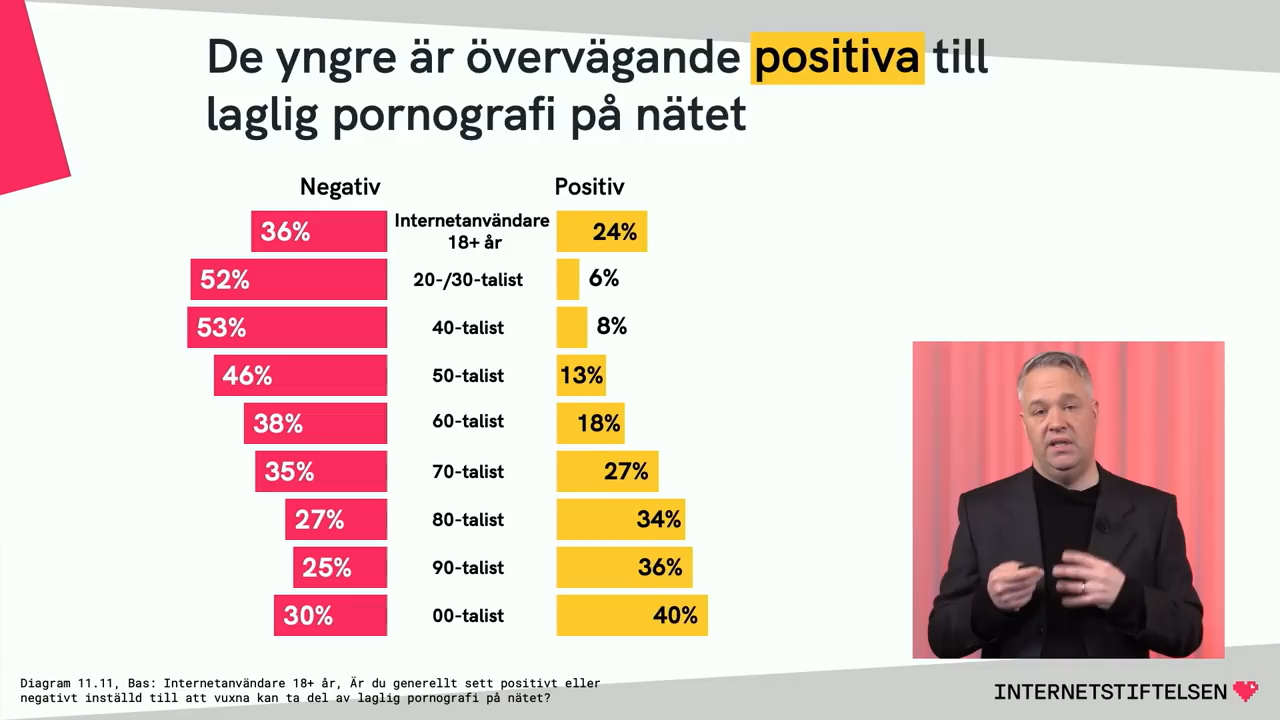 De yngre är övervägande positiva till
laglig pornografi på nätet
Negativ Positiv
36% Internetanvändare 18+ år 24%
52% 20-/30-talist 6%
53% 40-talist 8%
46% 50-talist 13%
38% 60-talist 18%
35% 70-talist 27%
27% 80-talist 34%
25% 90-talist 36%
30% 00-talist 40%
Diagram 11.11, Bas: Internetanvändare 18+ år, Är du generellt sett positivt eller
negativt inställd till att vuxna kan ta del av laglig pornografi på nätet?
INTERNETSTIFTELSEN